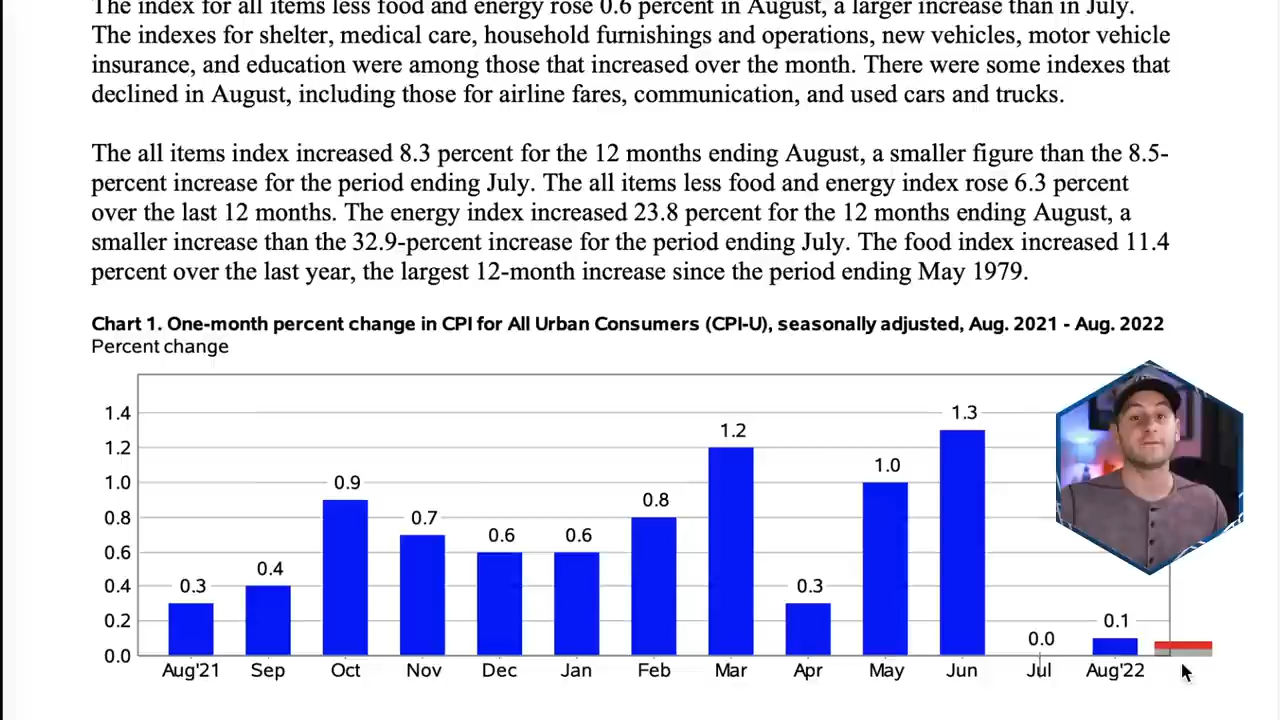 The index for all items less food and energy rose 0.6 percent in August, a larger increase than in July.
The indexes for shelter, medical care, household furnishings and operations, new vehicles, motor vehicle
insurance, and education were among those that increased over the month. There were some indexes that
declined in August, including those for airline fares, communication, and used cars and trucks.
The all items index increased 8.3 percent for the 12 months ending August, a smaller figure than the 8.5-
percent increase for the period ending July. The all items less food and energy index rose 6.3 percent
over the last 12 months. The energy index increased 23.8 percent for the 12 months ending August, a
smaller increase than the 32.9-percent increase for the period ending July. The food index increased 11.4
percent over the last year, the largest 12-month increase since the period ending May 1979.
Chart 1. One-month percent change in CPI for All Urban Consumers (CPI-U), seasonally adjusted, Aug. 2021 - Aug. 2022
Percent change
1.4
1.2
1.0
0.8
0.6
0.4
0.2
0.0
0.3
0.4
0.9
0.7
0.6
0.6
0.8
1.2
0.3
1.0
1.3
0.0
0.1
Aug'21 Sep Oct Nov Dec Jan Feb Mar Apr May Jun Jul Aug'22